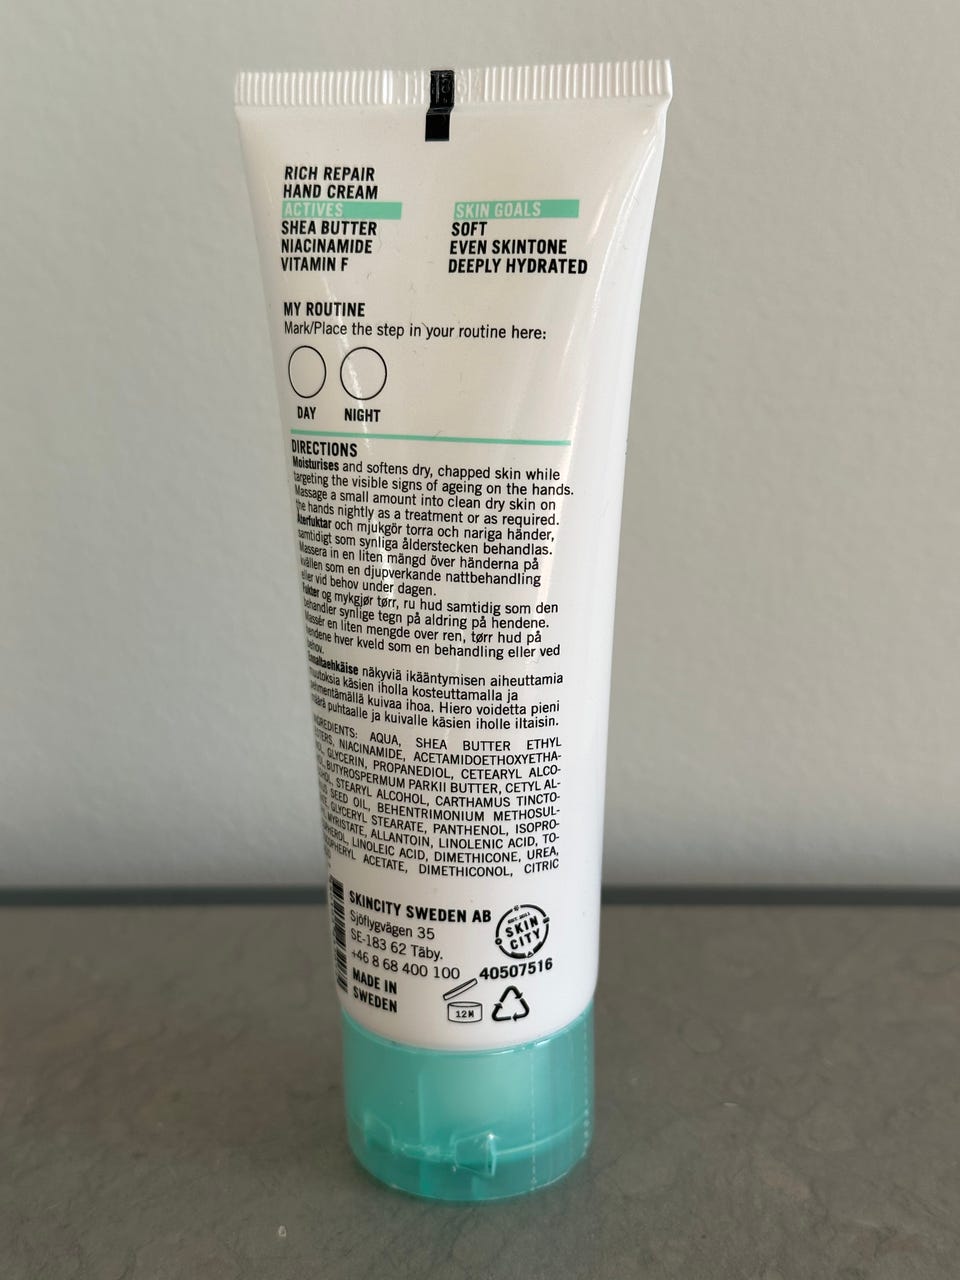 RICH REPAIR
HAND CREAM
ACTIVES
SHEA BUTTER
NIACINAMIDE
VITAMIN F
SKIN GOALS
SOFT
EVEN SKINTONE
DEEPLY HYDRATED
MY ROUTINE
Mark/Place the step in your routine here:
DAY NIGHT
DIRECTIONS
Moisturises and softens dry, chapped skin while
targeting the visible signs of ageing on the hands.
Massage a small amount into clean dry skin on
the hands nightly as a treatment or as required.
Återfuktar och mjukgör torra och nariga händer,
samtidigt som synliga ålderstecken behandlas.
Massera in en liten mängd över händerna på
kvällen som en djupverkande nattbehandling
eller vid behov under dagen.
Fukter og mykgjør tørr, ru hud samtidig som den
behandler synlige tegn på aldring på hendene.
Massér en liten mengde over ren, tørr hud på
hendene hver kveld som en behandling eller ved
behov.
Ennaltaehkäise näkyviä ikääntymisen aiheuttamia
muutoksia käsien iholla kosteuttamalla ja
pehmentämällä kuivaa ihoa. Hiero voidetta pieni
määrä puhtaalle ja kuivalle käsien iholle iltaisin.
INGREDIENTS: AQUA, SHEA BUTTER ETHYL
NIACINAMIDE, ACETAMIDOETHOXYETHA-
GLYCERIN, PROPANEDIOL, CETEARYL ALCO-
BUTYROSPERMUM PARKII BUTTER, CETYL AL-
STEARYL ALCOHOL, CARTHAMUS TINCTO-
SEED OIL, BEHENTRIMONIUM METHOSUL-
GLYCERYL STEARATE, PANTHENOL, ISOPRO-
MYRISTATE, ALLANTOIN, LINOLENIC ACID, TO-
LINOLEIC ACID, DIMETHICONE, UREA,
ACETATE, DIMETHICONOL, CITRIC
SKINCITY SWEDEN AB
Sjöflygvägen 35
SE-183 62 Täby.
+46 8 68 400 100
MADE IN
SWEDEN
SKIN
CITY
40507516
12M